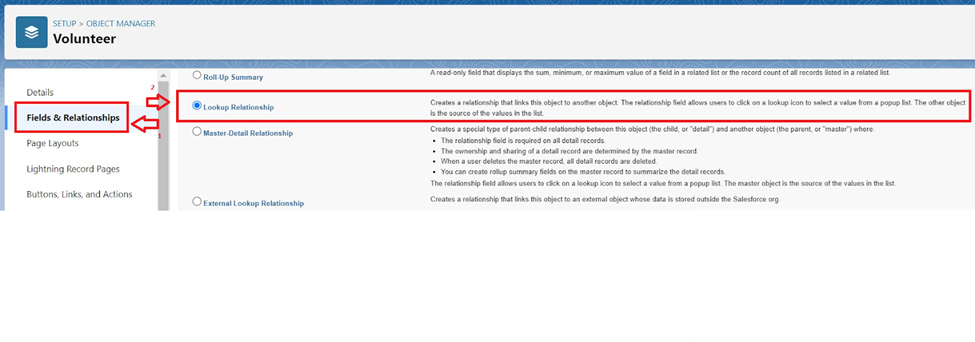 SETUP > OBJECT MANAGER
Volunteer
Details
2
Fields & Relationships
1
Page Layouts
Lightning Record Pages
Buttons, Links, and Actions
Roll-Up Summary
A read-only field that displays the sum, minimum, or maximum value of a field in a related list or the record count of all records listed in a related list.
Lookup Relationship
Creates a relationship that links this object to another object. The relationship field allows users to click on a lookup icon to select a value from a popup list. The other object
is the source of the values in the list.
Master-Detail Relationship
Creates a special type of parent-child relationship between this object (the child, or "detail") and another object (the parent, or "master") where:
• The relationship field is required on all detail records.
• The ownership and sharing of a detail record are determined by the master record.
• When a user deletes the master record, all detail records are deleted.
• You can create rollup summary fields on the master record to summarize the detail records.
The relationship field allows users to click on a lookup icon to select a value from a popup list. The master object is the source of the values in the list.
External Lookup Relationship
Creates a relationship that links this object to an external object whose data is stored outside the Salesforce org.